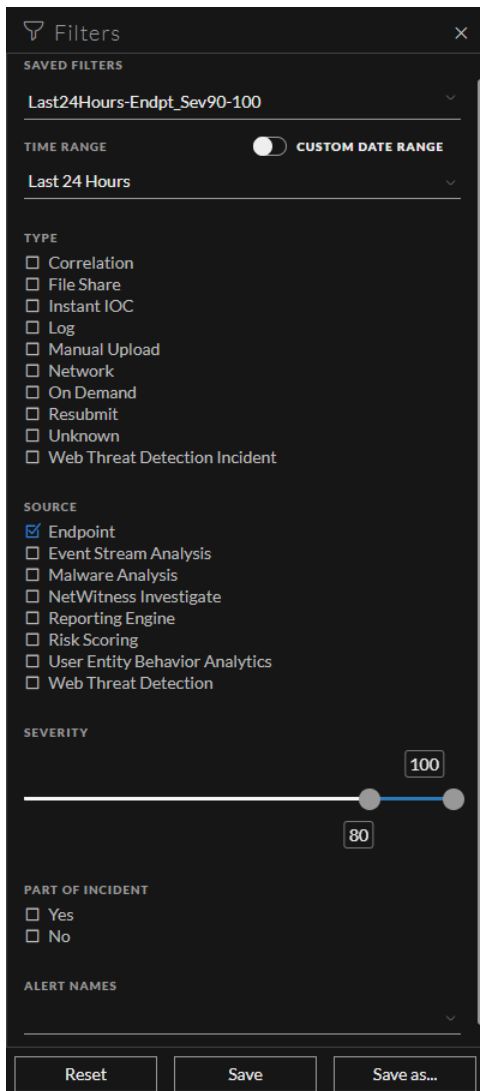 Filters
SAVED FILTERS
Last24Hours-Endpt_Sev90-100
TIME RANGE CUSTOM DATE RANGE
Last 24 Hours
TYPE
Correlation
File Share
Instant IOC
Log
Manual Upload
Network
On Demand
Resubmit
Unknown
Web Threat Detection Incident
SOURCE
Endpoint
Event Stream Analysis
Malware Analysis
NetWitness Investigate
Reporting Engine
Risk Scoring
User Entity Behavior Analytics
Web Threat Detection
SEVERITY
100
80
PART OF INCIDENT
Yes
No
ALERT NAMES
Reset Save Save as...